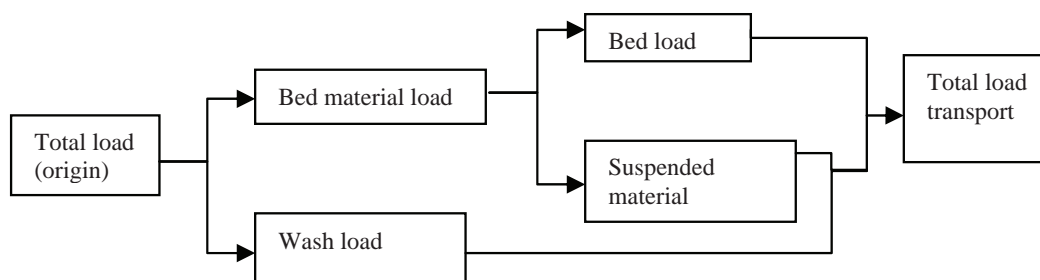 Total load
(origin)
Bed material load
Wash load
Bed load
Suspended
material
Total load
transport